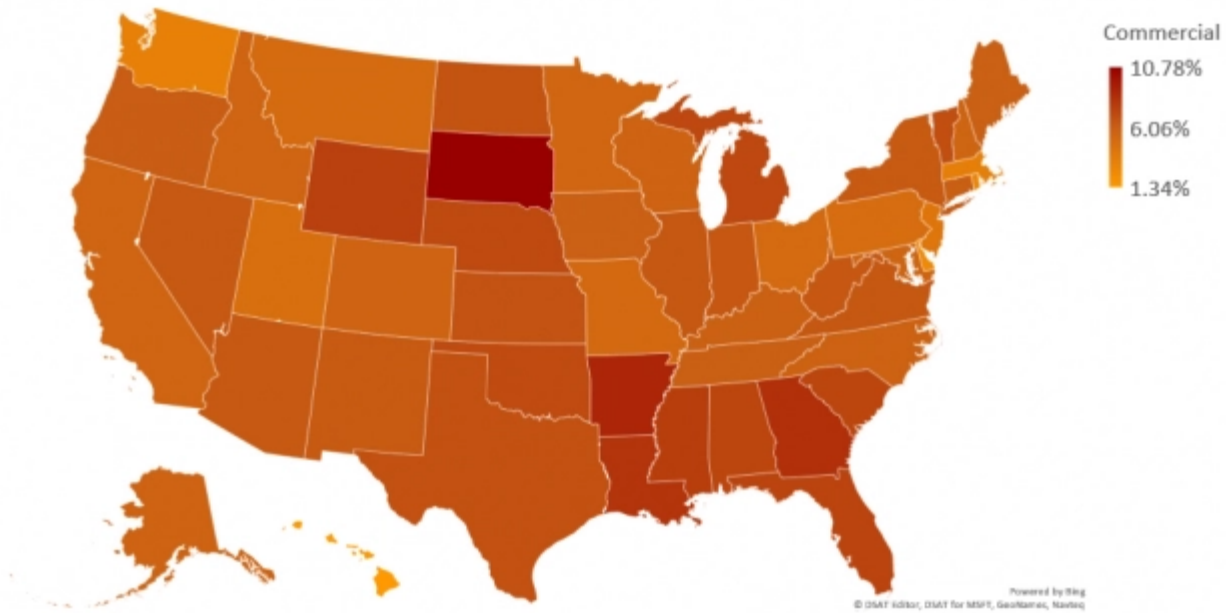 Commercial
10.78%
6.06%
1.34%
Powered by Bing
© DSAT Editor, DSAT for MSFT, GeoNames, Navteq